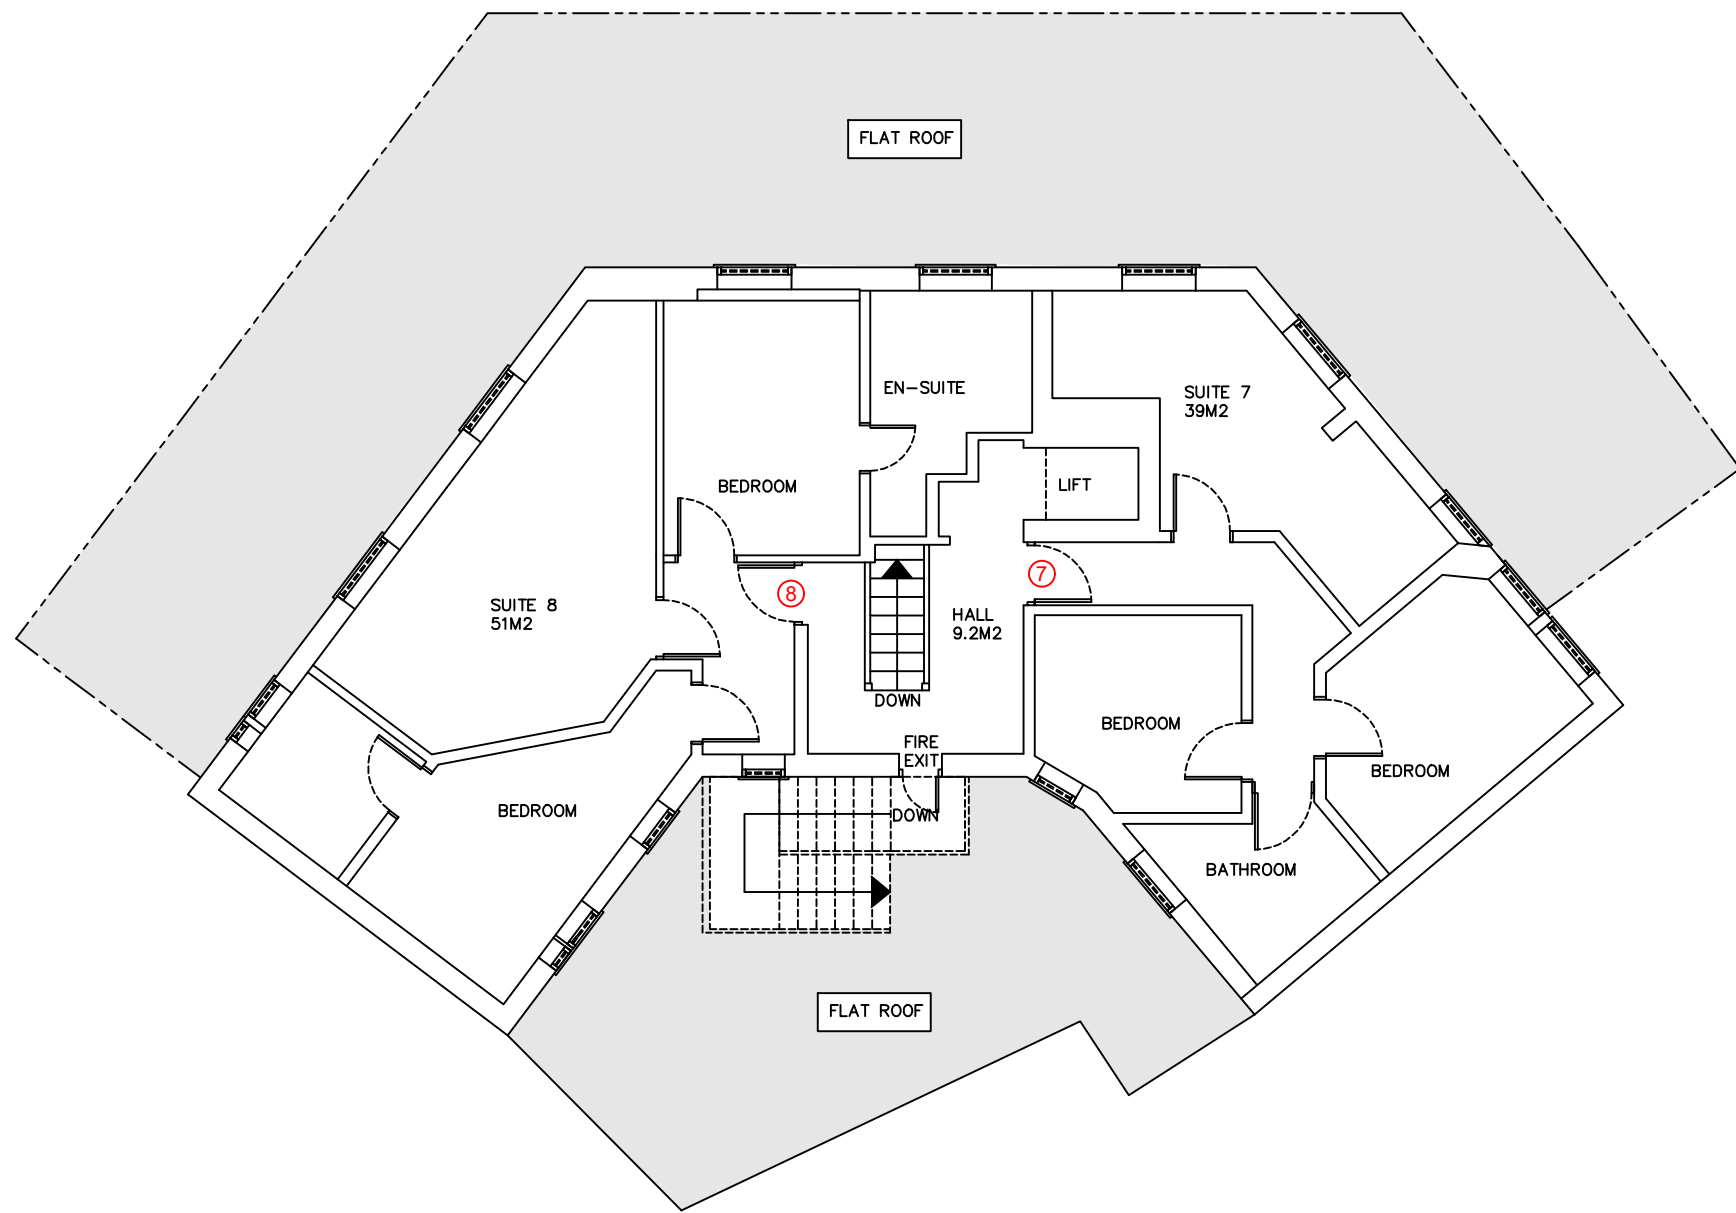 FLAT ROOF
EN-SUITE
SUITE 7
39M2
BEDROOM
LIFT
7
8
SUITE 8
51M2
HALL
9.2M2
DOWN
BEDROOM
FIRE
EXIT
BEDROOM
BEDROOM
DOWN
BATHROOM
FLAT ROOF